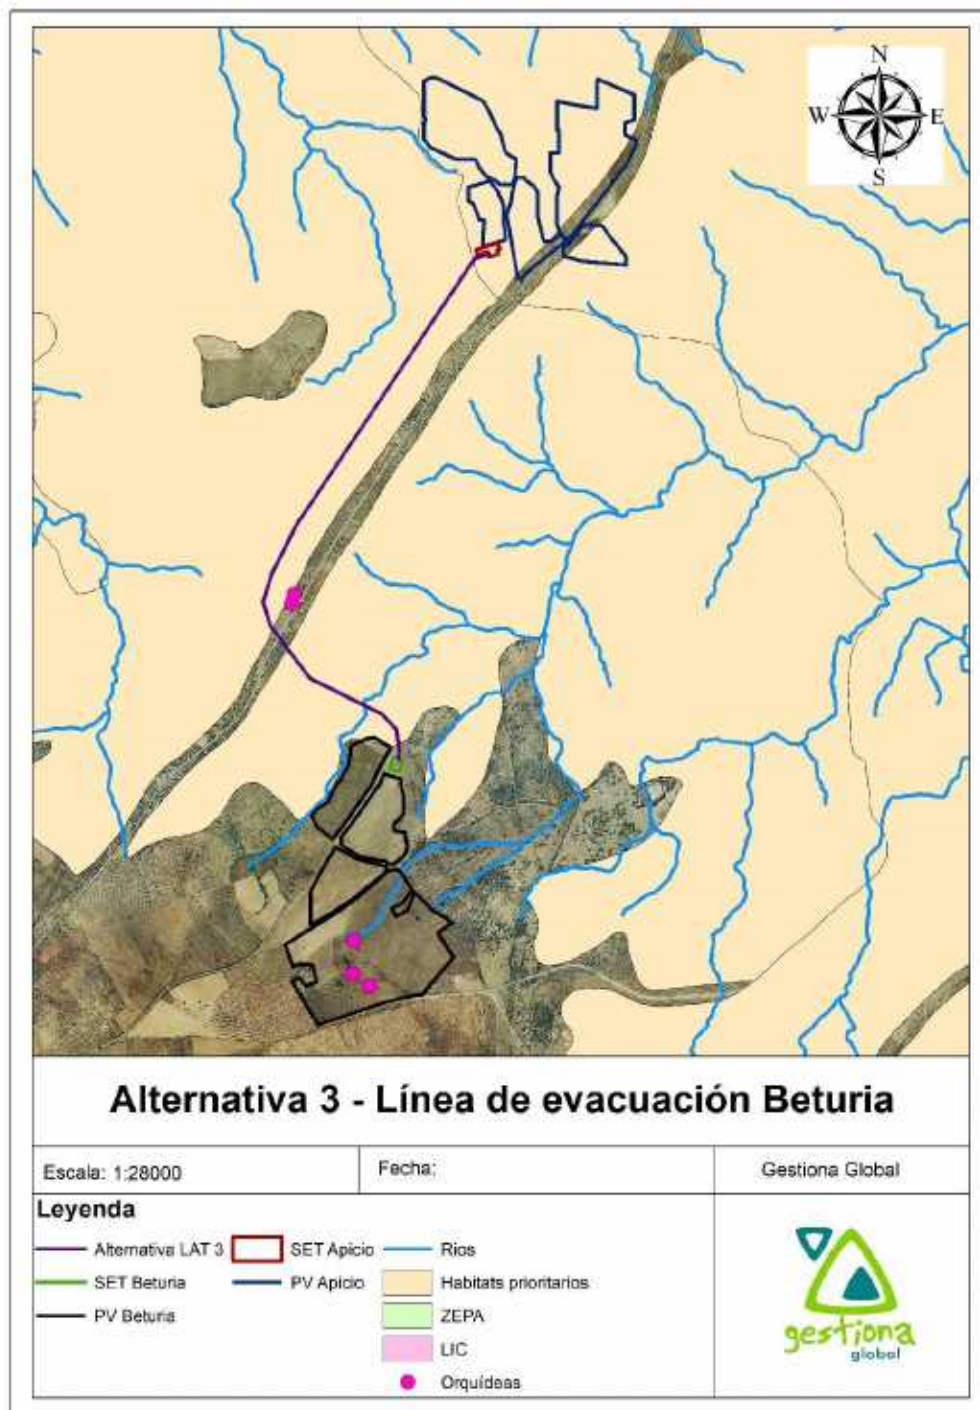 N
W E
S
Alternativa 3 - Línea de evacuación Beturia
Escala: 1:28000
Fecha:
Gestiona Global
Leyenda
Alternativa LAT 3
SET Beturia
PV Beturia
SET Apicio
PV Apicio
Rios
Habitats prioritarios
ZEPA
LIC
Orquídeas
gestiona
global